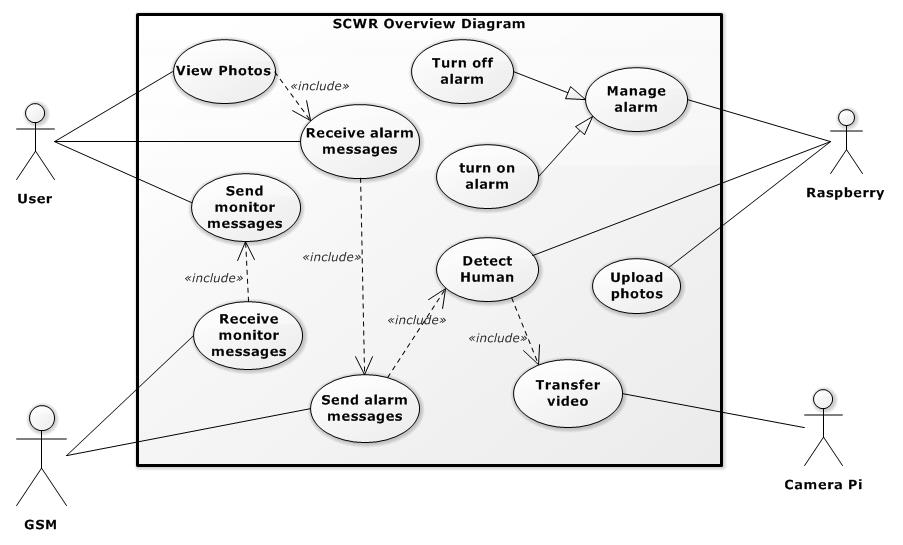 SCWR Overview Diagram
View Photos
«include»
Turn off
alarm
Manage
alarm
Receive alarm
messages
User
Raspberry
turn on
alarm
Send
monitor
messages
«include»
«include»
Detect
Human
Upload
photos
Receive
monitor
messages
«include»
«include»
Send alarm
messages
Transfer
video
Camera Pi
GSM